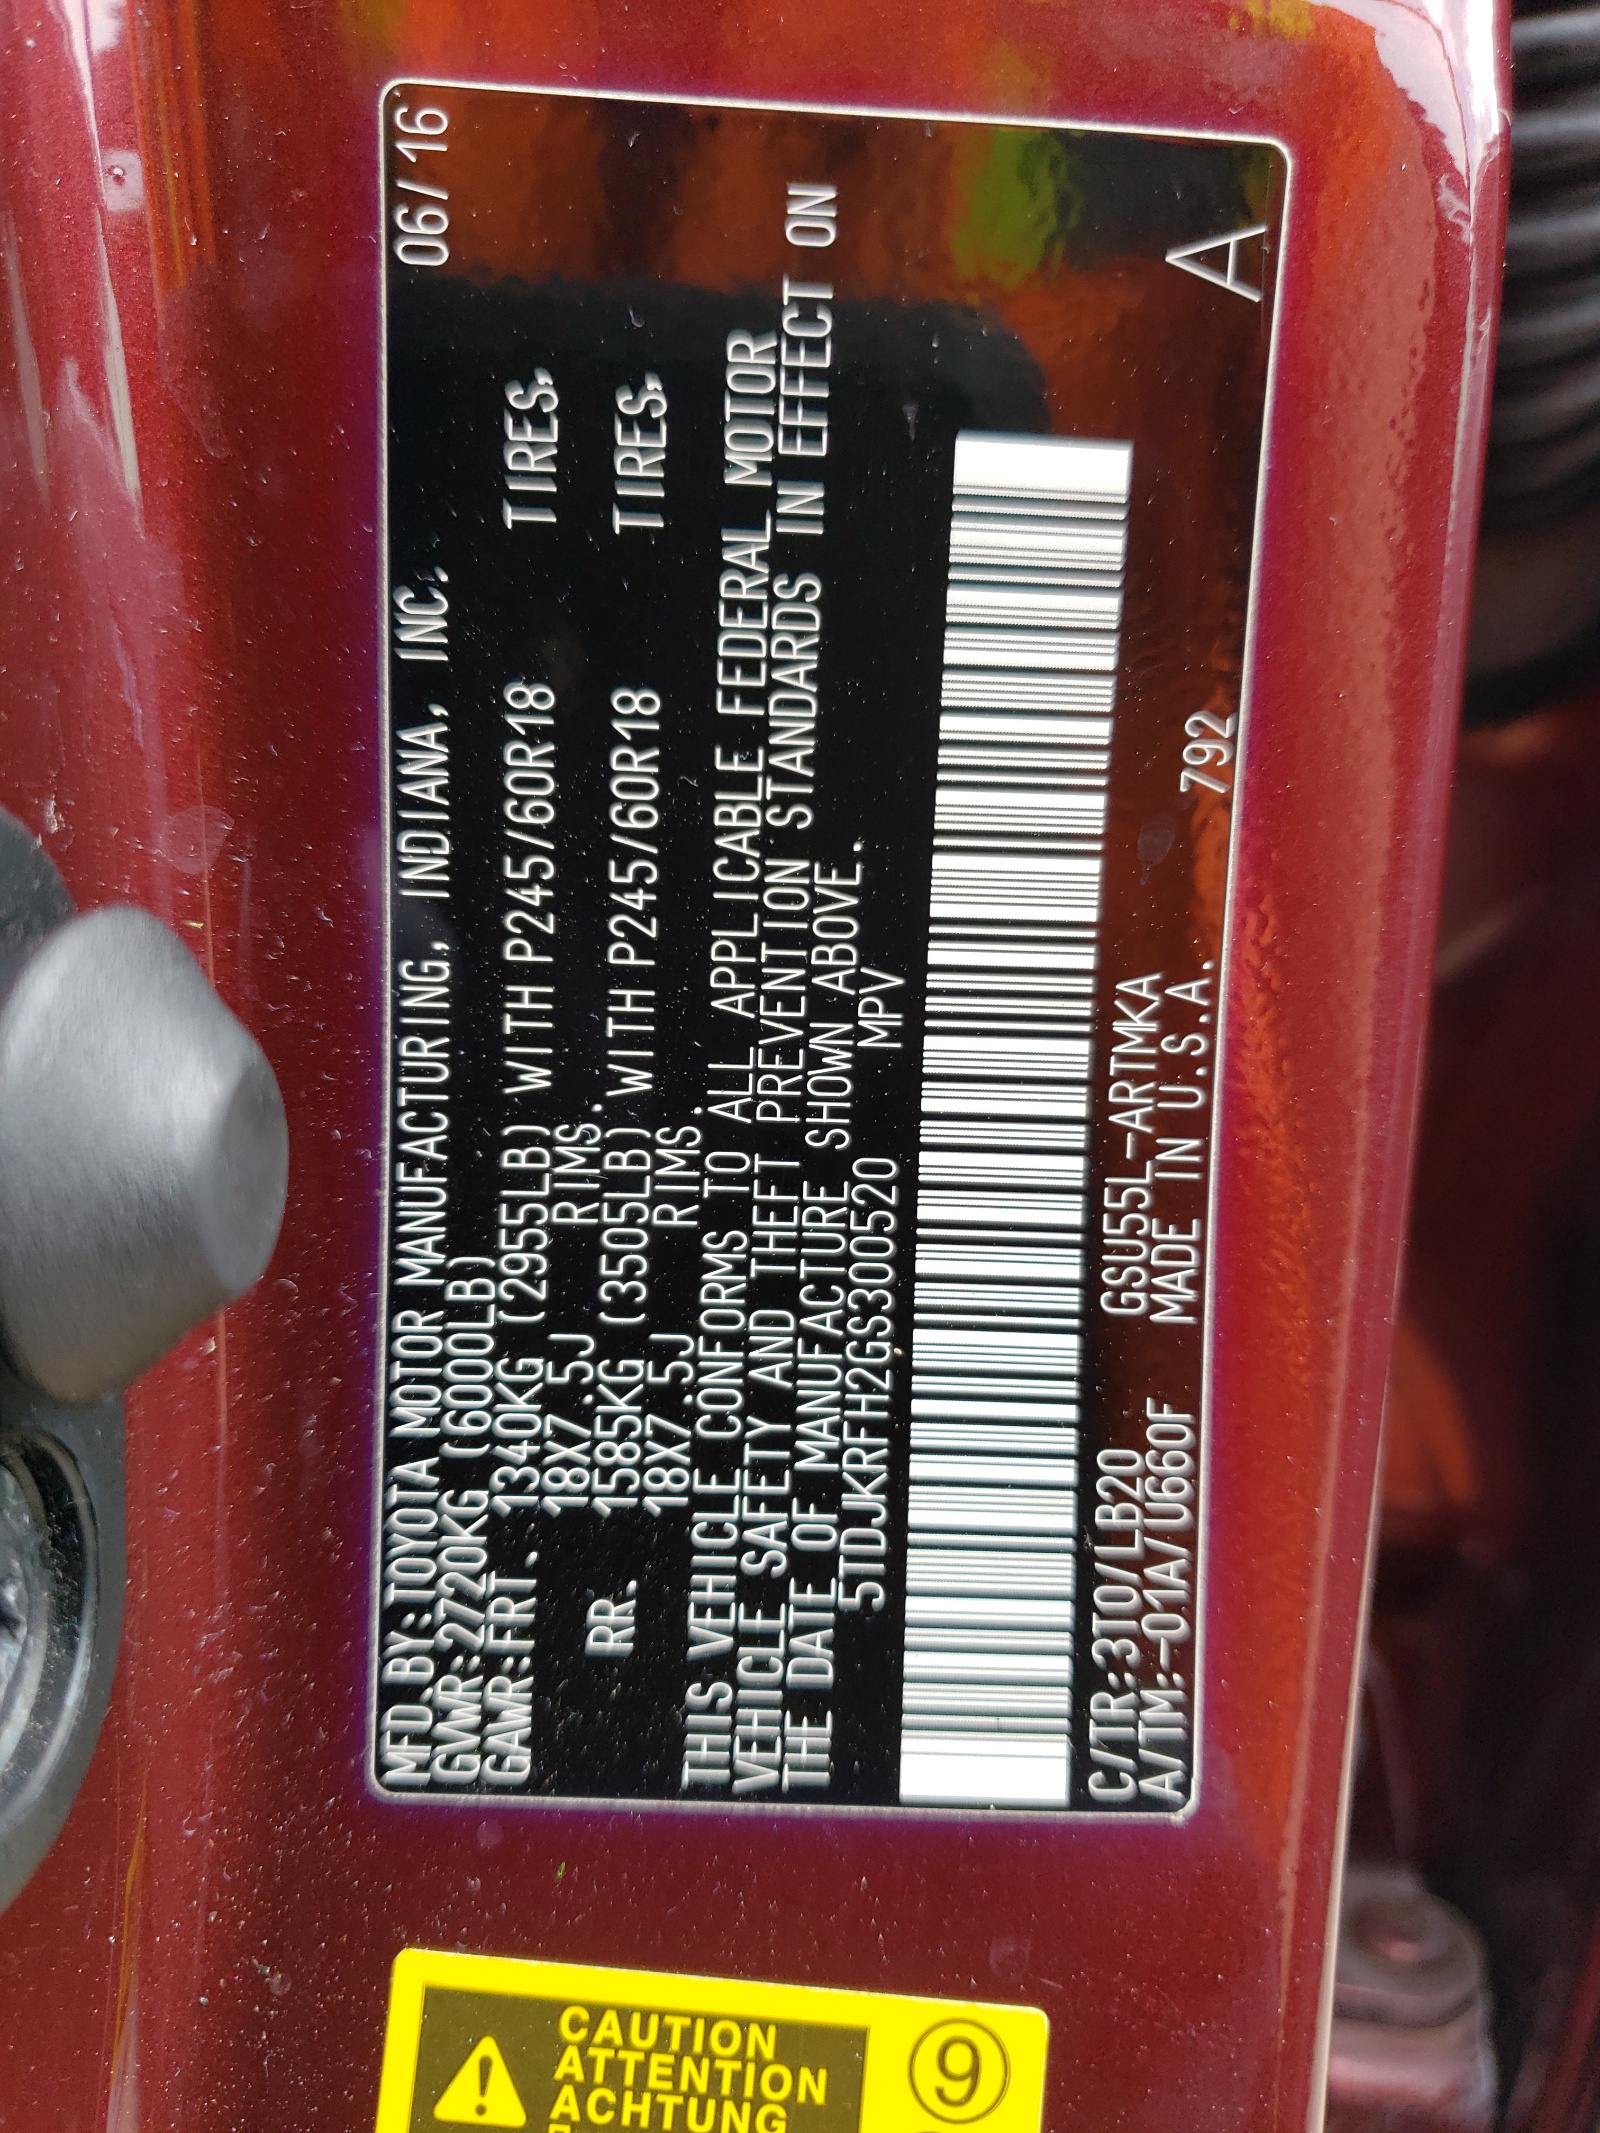 MFD.BY:TOYOTA MOTOR MANUFACTURING, INDIANA, INC. 06/16
GVWR:2720KG (6000LB)
GAWR:FRT. 1340KG (2955LB) WITH P245/60R18 TIRES,
18X7.5J RIMS.
RR. 1585KG (3505LB) WITH P245/60R18 TIRES,
18X7.5J RIMS.
THIS VEHICLE CONFORMS TO ALL APPLICABLE FEDERAL MOTOR
VEHICLE SAFETY AND THEFT PREVENTION STANDARDS IN EFFECT ON
THE DATE OF MANUFACTURE SHOWN ABOVE.
5TDJKRFH2GS300520 MPV
C/TR:3T0/LB20 GSU55L-ARTMKA
A/TM:-01A/U660F MADE IN U.S.A. 792 A
CAUTION
ATTENTION
ACHTUNG
9